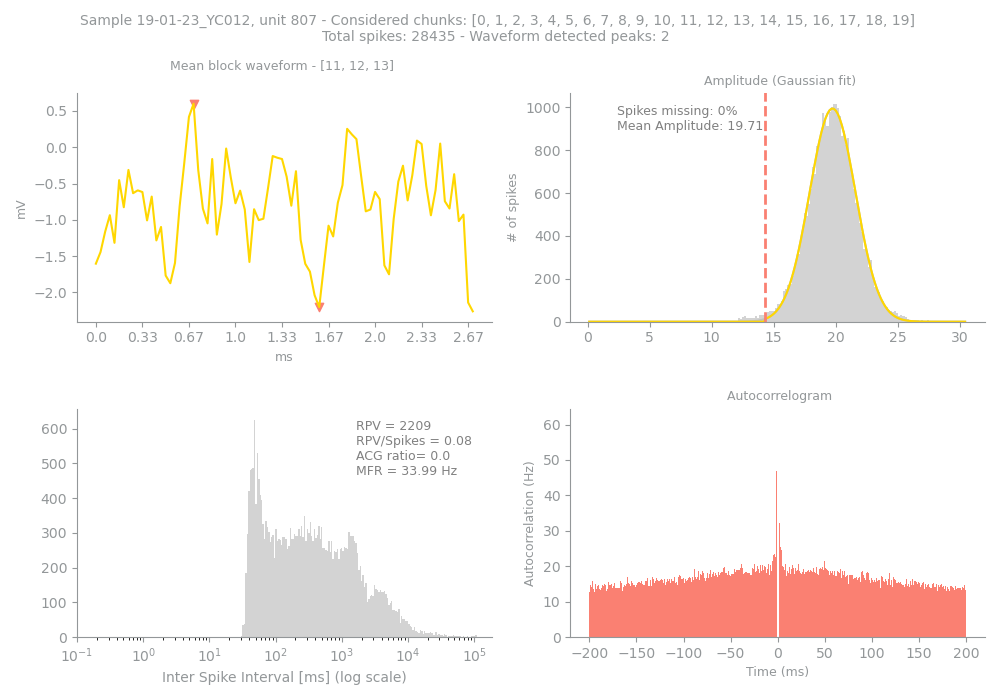 Sample 19-01-23_YC012, unit 807 - Considered chunks: [0, 1, 2, 3, 4, 5, 6, 7, 8, 9, 10, 11, 12, 13, 14, 15, 16, 17, 18, 19]
Total spikes: 28435 - Waveform detected peaks: 2
Mean block waveform - [11, 12, 13]
0.5
0.0
−0.5
−1.0
−1.5
−2.0
mV
0.0 0.33 0.67 1.0 1.33 1.67 2.0 2.33 2.67
ms
Amplitude (Gaussian fit)
Spikes missing: 0%
Mean Amplitude: 19.71
1000
800
600
400
200
0
# of spikes
0 5 10 15 20 25 30
RPV = 2209
RPV/Spikes = 0.08
ACG ratio= 0.0
MFR = 33.99 Hz
600
500
400
300
200
100
0
10⁻¹ 10⁰ 10¹ 10² 10³ 10⁴ 10⁵
Inter Spike Interval [ms] (log scale)
Autocorrelogram
60
50
40
30
20
10
0
Autocorrelation (Hz)
−200 −150 −100 −50 0 50 100 150 200
Time (ms)